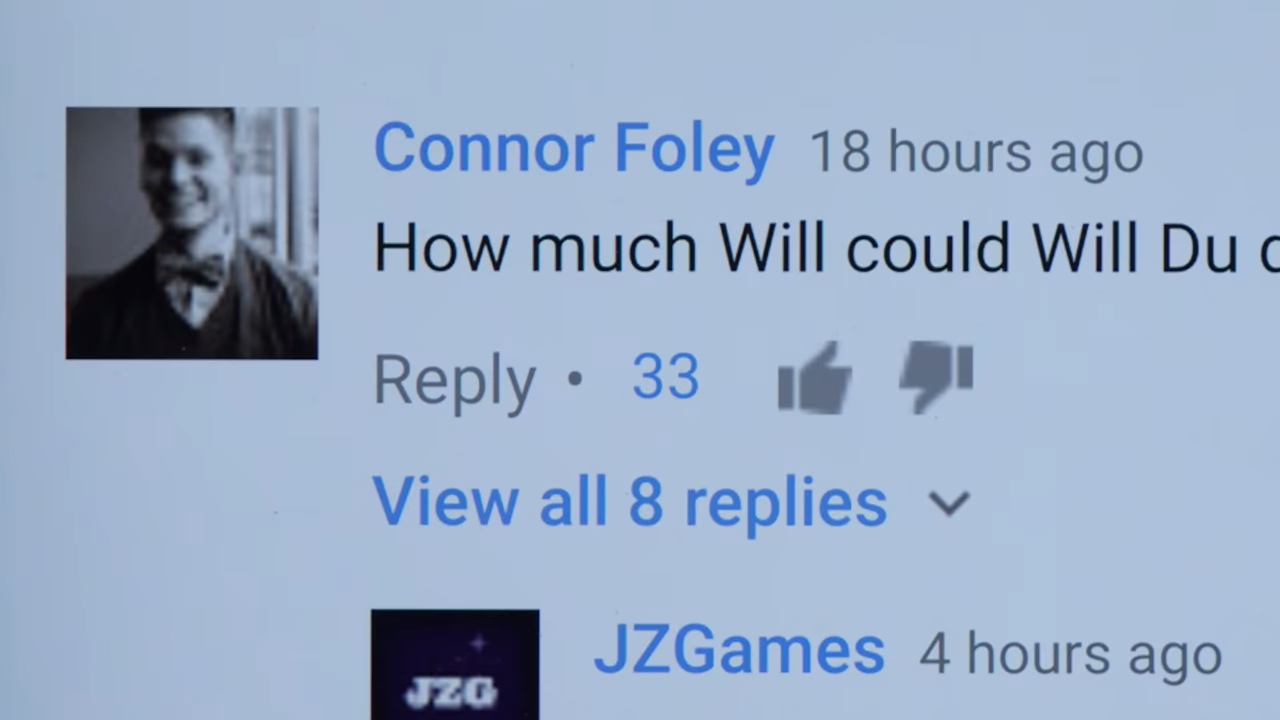 Connor Foley 18 hours ago
How much Will could Will Du
Reply • 33
View all 8 replies
JZGames 4 hours ago
JZG